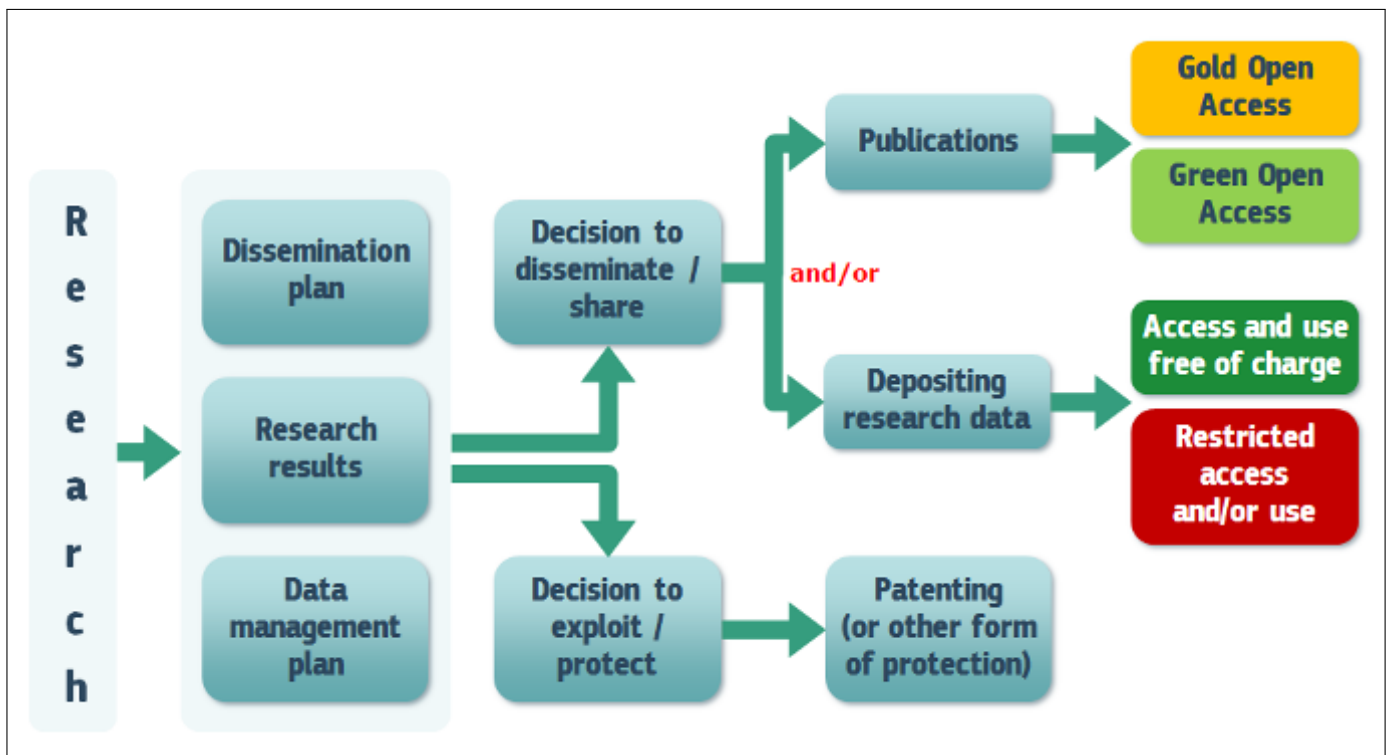 Research
Dissemination
plan
Research
results
Data
management
plan
Decision to
disseminate /
share
Decision to
exploit /
protect
and/or
Publications
Depositing
research data
Patenting
(or other form
of protection)
Gold Open
Access
Green Open
Access
Access and use
free of charge
Restricted
access
and/or use